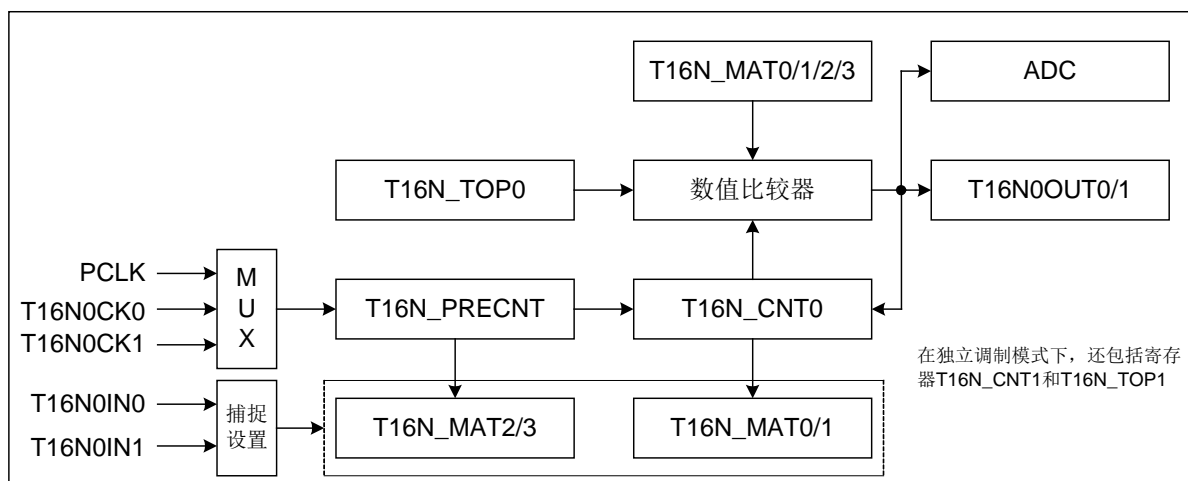 T16N_MAT0/1/2/3
ADC
T16N_TOP0
数值比较器
T16N0OUT0/1
PCLK
T16N0CK0
T16N0CK1
M
U
X
T16N_PRECNT
T16N_CNT0
在独立调制模式下，还包括寄存
器T16N_CNT1和T16N_TOP1
T16N0IN0
T16N0IN1
捕捉
设置
T16N_MAT2/3
T16N_MAT0/1